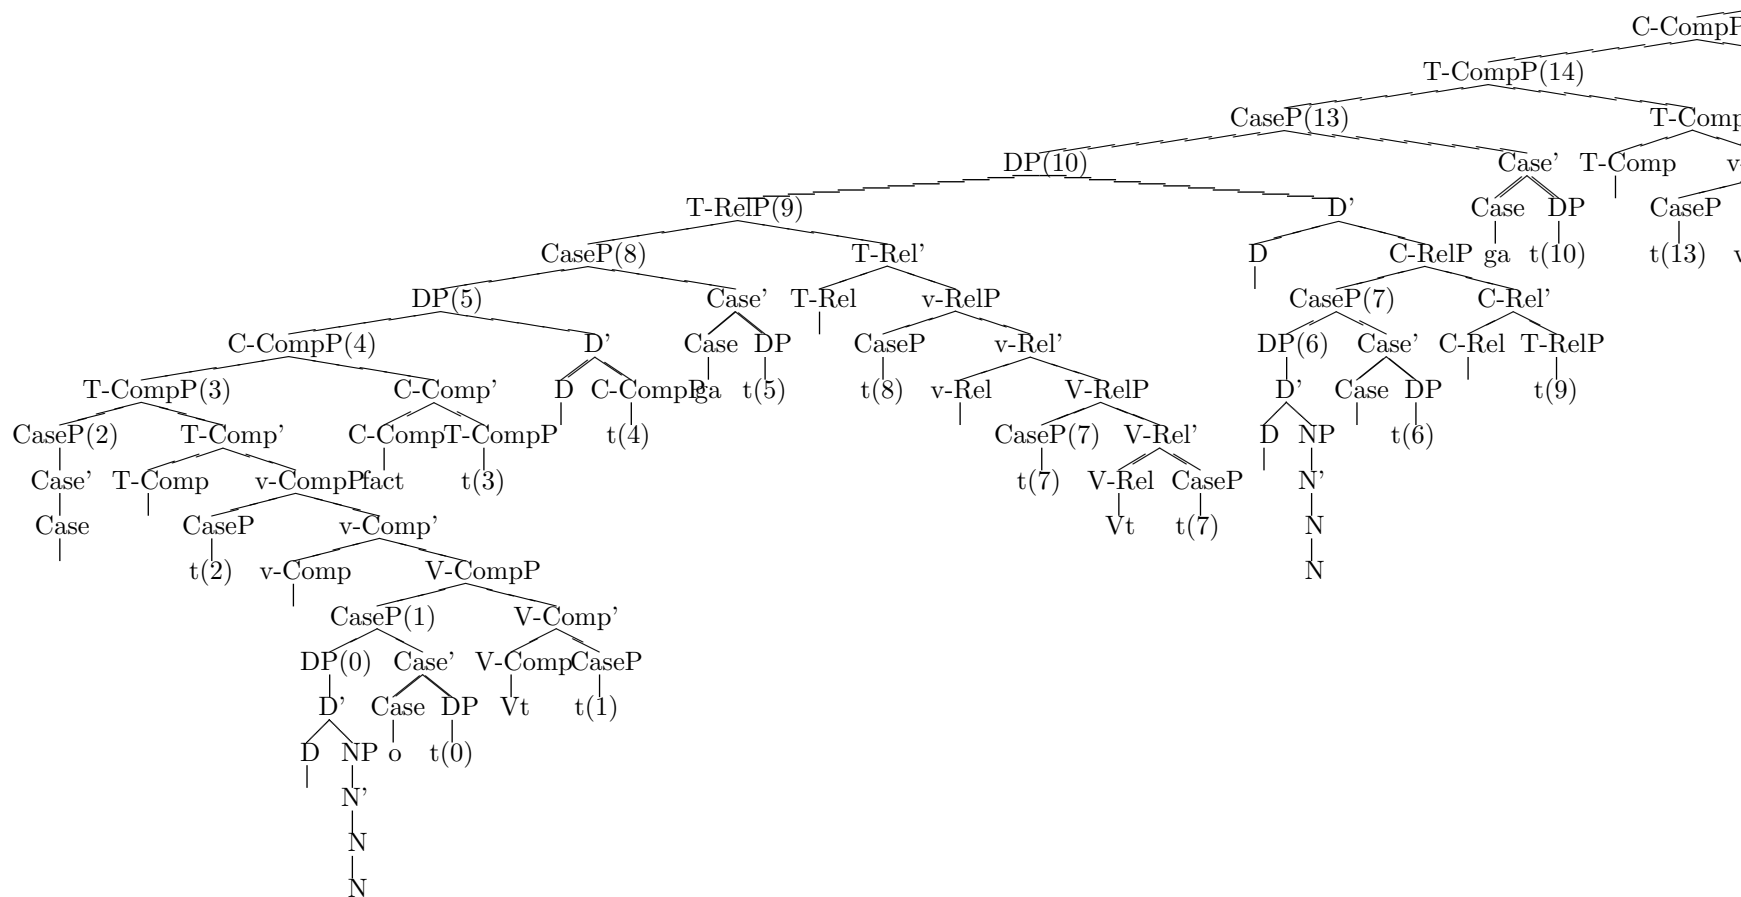 C-CompP
T-CompP(14)
CaseP(13) T-Comp
DP(10) Case' T-Comp v-
T-RelP(9) D' Case DP CaseP
CaseP(8) T-Rel' D C-RelP ga t(10) t(13) v
DP(5) Case' T-Rel v-RelP CaseP(7) C-Rel'
C-CompP(4) D' Case DP CaseP v-Rel' DP(6) Case' C-Rel T-RelP
T-CompP(3) C-Comp' D C-CompP ga t(5) t(8) v-Rel V-RelP D' Case DP t(9)
CaseP(2) T-Comp' C-Comp T-CompP t(4) CaseP(7) V-Rel' D NP t(6)
Case' T-Comp v-CompP fact t(3) t(7) V-Rel CaseP N'
Case CaseP v-Comp' Vt t(7) N
t(2) v-Comp V-CompP N
CaseP(1) V-Comp'
DP(0) Case' V-Comp CaseP
D' Case DP Vt t(1)
D NP o t(0)
N'
N
N